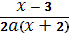 x − 3
2a(x + 2)